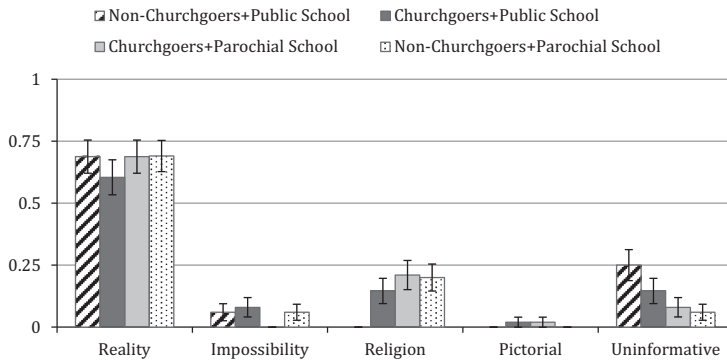 Non-Churchgoers+Public School Churchgoers+Public School
Churchgoers+Parochial School Non-Churchgoers+Parochial School
1
0.75
0.5
0.25
0
Reality Impossibility Religion Pictorial Uninformative